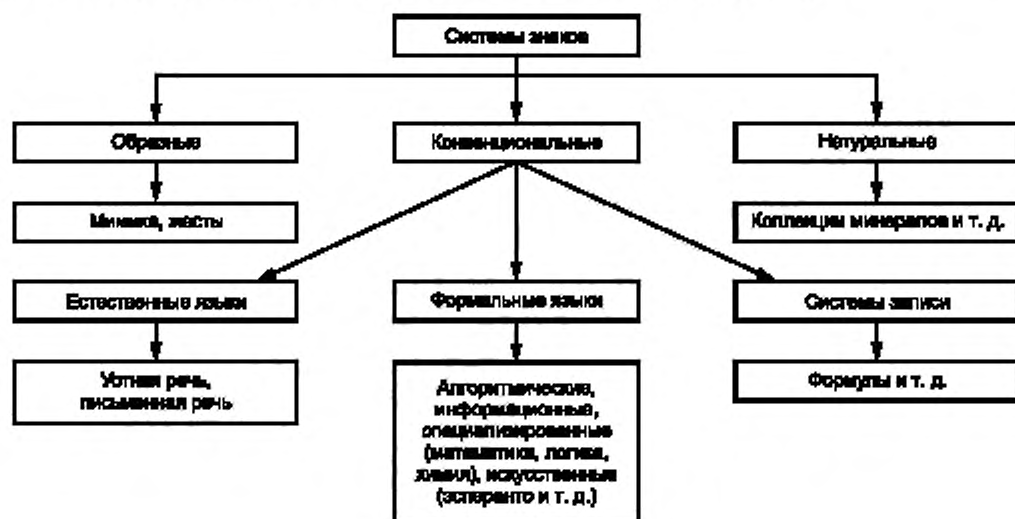 Системы знаков
Образные
Конвенциональные
Натуральные
Мимика, жесты
Коллекции минералов и т. д.
Естественные языки
Формальные языки
Системы записи
Устная речь,
письменная речь
Алгоритмические,
информационные,
специализированные
(математика, логика,
химия), искусственные
(эсперанто и т. д.)
Формулы и т. д.